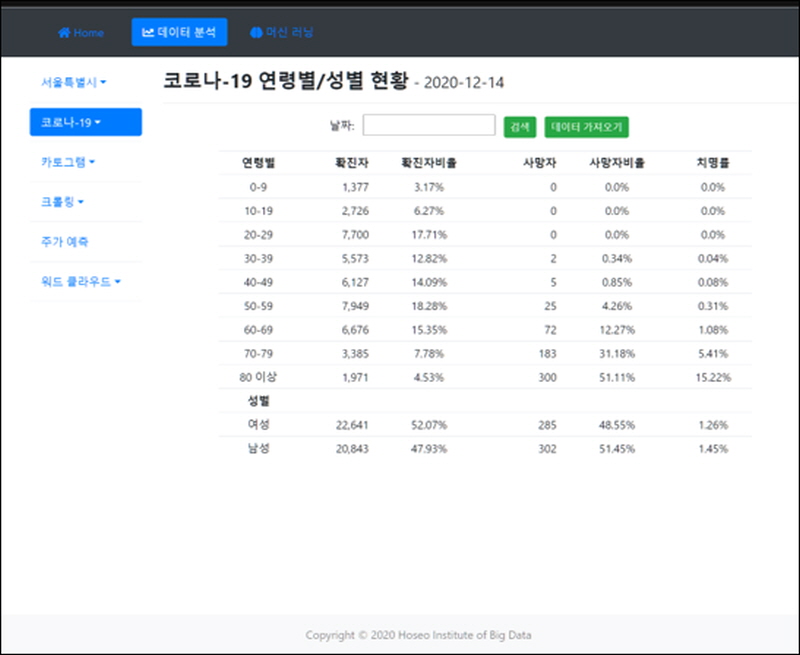 Home 데이터 분석 머신 러닝
서울특별시
코로나-19
카토그램
크롤링
주가 예측
워드 클라우드
코로나-19 연령별/성별 현황 - 2020-12-14
날짜: 검색 데이터 가져오기
연령별 확진자 확진자비율 사망자 사망자비율 치명률
0-9 1,377 3.17% 0 0.0% 0.0%
10-19 2,726 6.27% 0 0.0% 0.0%
20-29 7,700 17.71% 0 0.0% 0.0%
30-39 5,573 12.82% 2 0.34% 0.04%
40-49 6,127 14.09% 5 0.85% 0.08%
50-59 7,949 18.28% 25 4.26% 0.31%
60-69 6,676 15.35% 72 12.27% 1.08%
70-79 3,385 7.78% 183 31.18% 5.41%
80 이상 1,971 4.53% 300 51.11% 15.22%
성별
여성 22,641 52.07% 285 48.55% 1.26%
남성 20,843 47.93% 302 51.45% 1.45%
Copyright © 2020 Hoseo Institute of Big Data